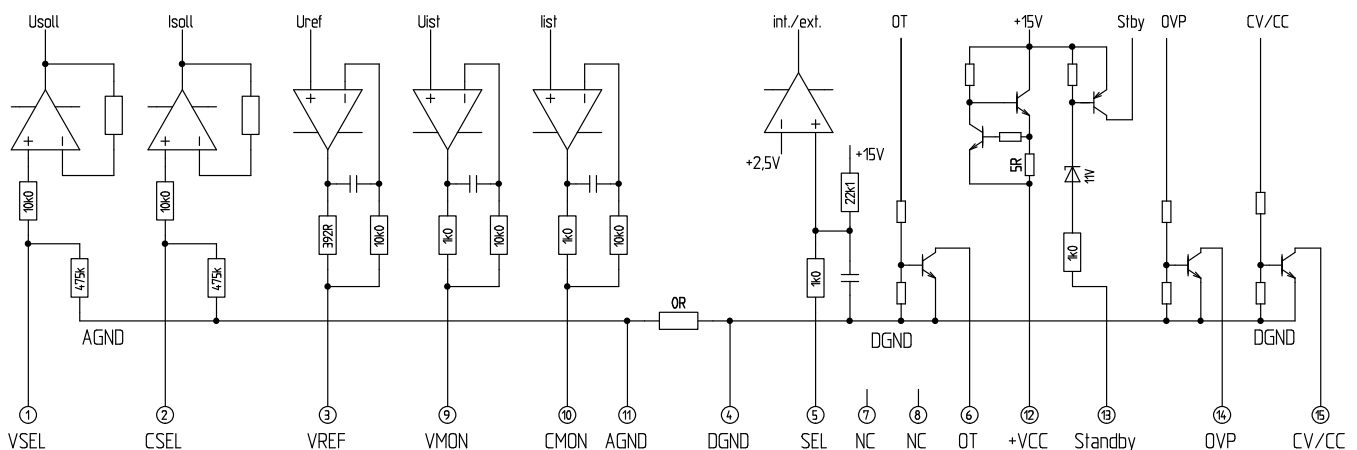 Usoll
Isoll
Uref
Uist
Iist
int./ext.
OT
+15V
Stby
OVP
CV/CC
+
−
+
−
+
−
+
−
+
−
−
+
+2,5V
+15V
5R
11V
10k0
10k0
22k1
392R
10k0
1k0
10k0
1k0
10k0
475k
475k
1k0
1k0
0R
AGND
DGND
DGND
1
2
3
9
10
11
4
5
7
8
6
12
13
14
15
VSEL
CSEL
VREF
VMON
CMON
AGND
DGND
SEL
NC
NC
OT
+VCC
Standby
OVP
CV/CC